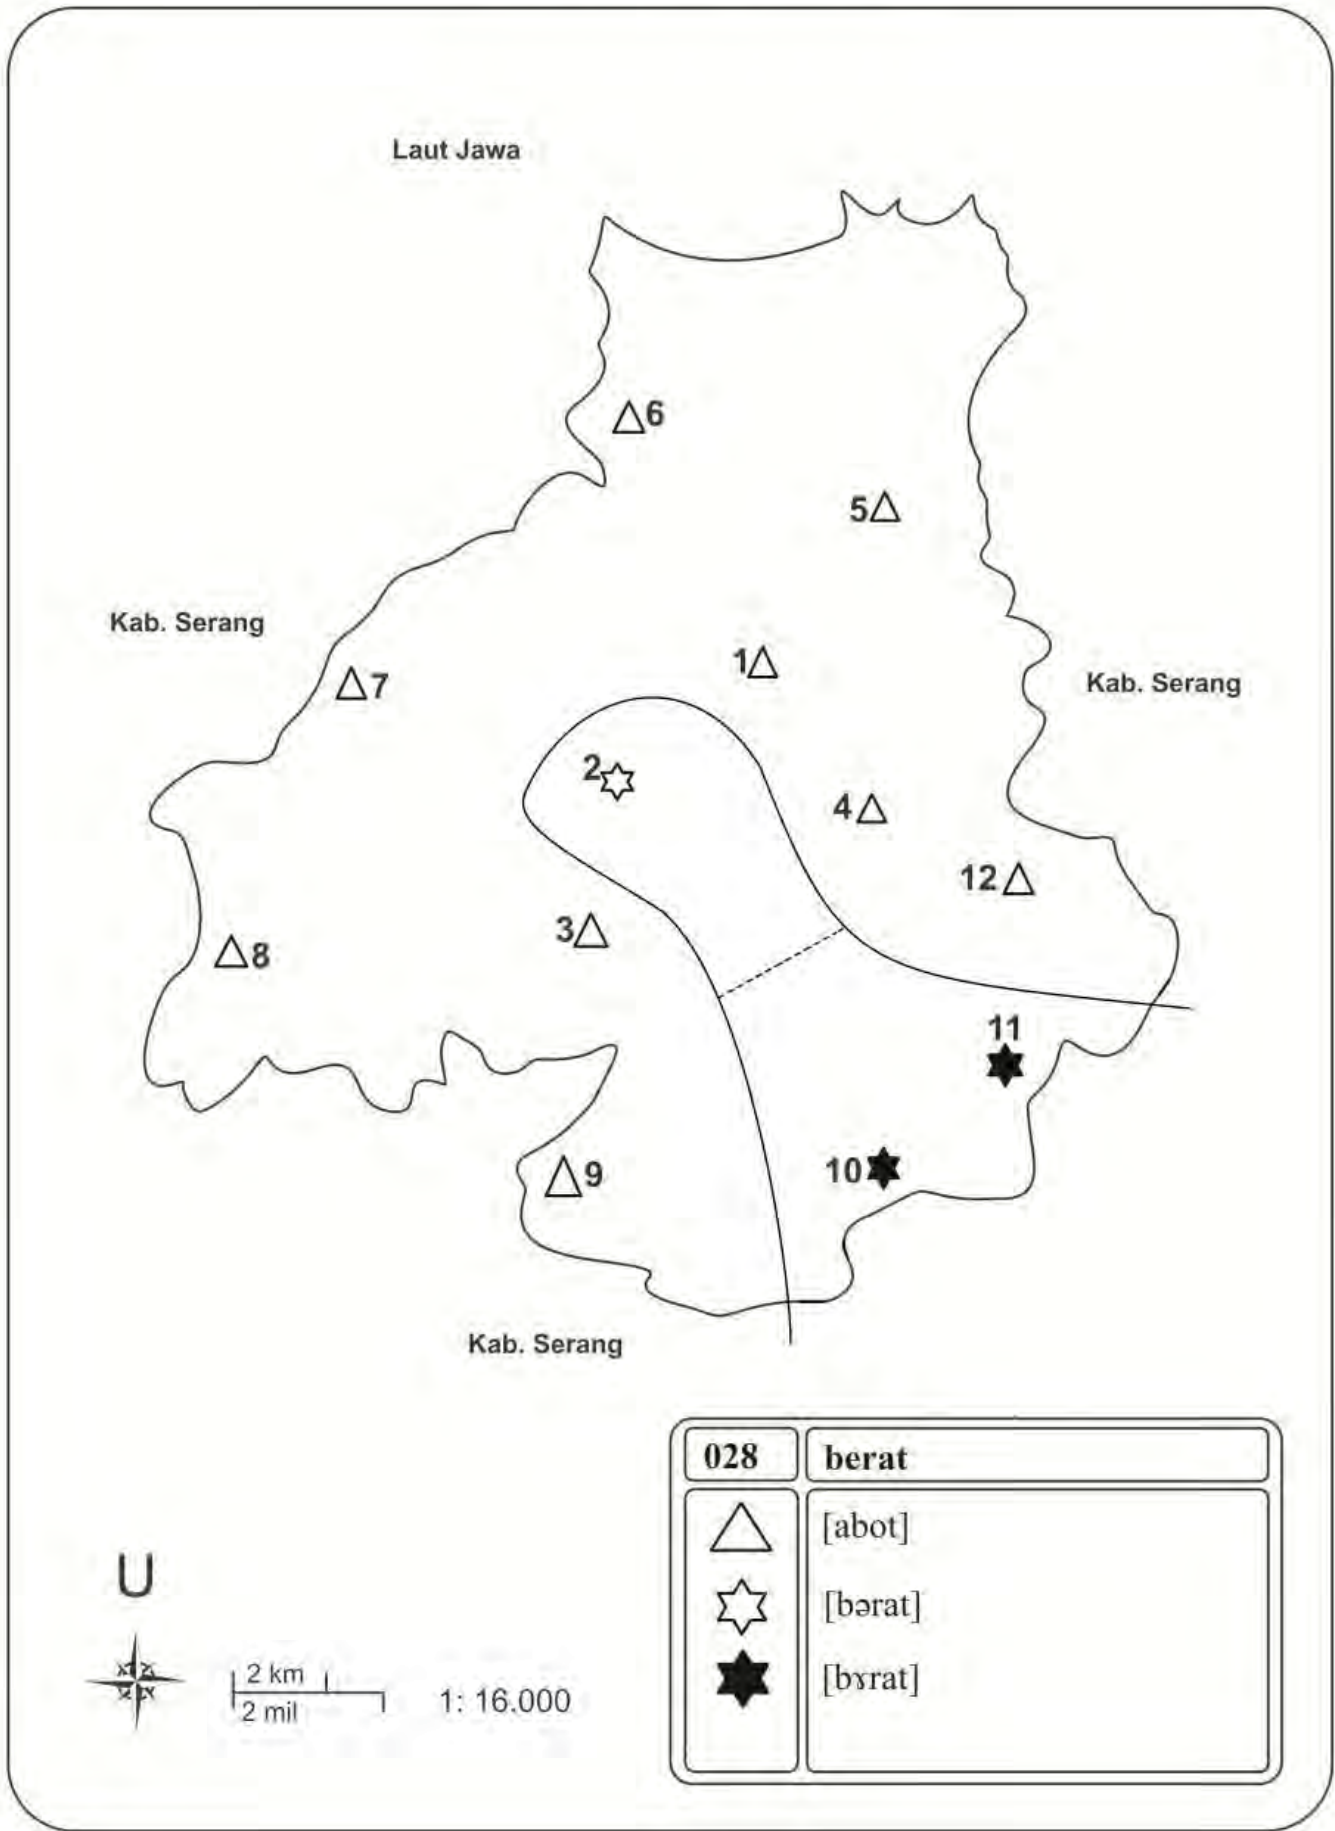 Laut Jawa
6
5
Kab. Serang
1
7
Kab. Serang
2
4
12
3
8
11
10
9
Kab. Serang
028 berat
[abot]
[bərat]
[bɤrat]
U
2 km
2 mil
1: 16.000